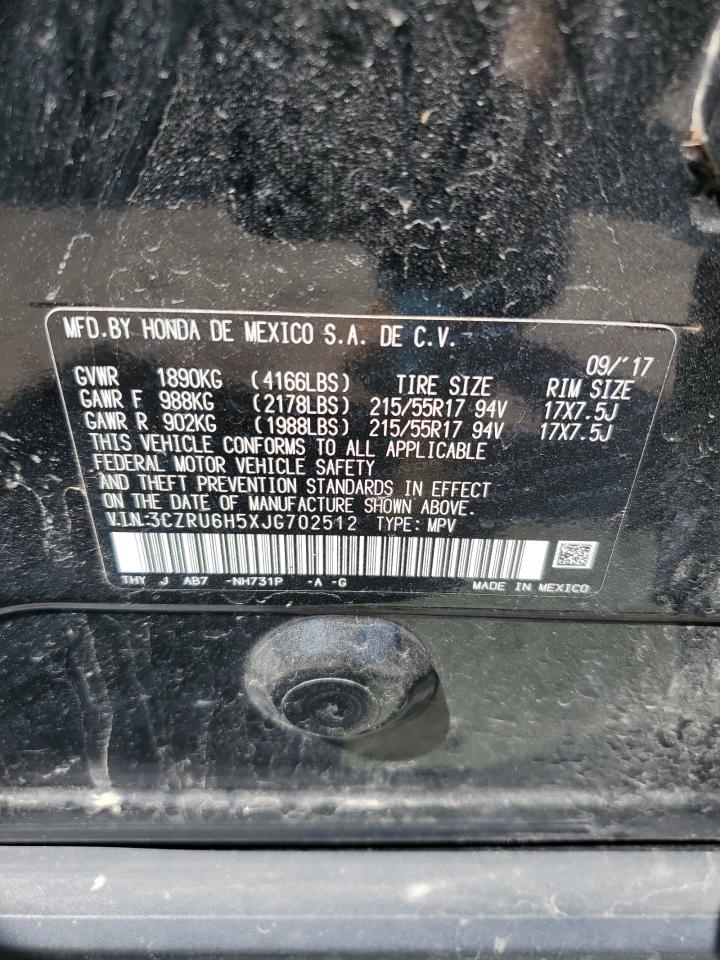 MFD.BY HONDA DE MEXICO S.A. DE C.V.
09/'17
GVWR 1890KG (4166LBS) TIRE SIZE RIM SIZE
GAWR F 988KG (2178LBS) 215/55R17 94V 17X7.5J
GAWR R 902KG (1988LBS) 215/55R17 94V 17X7.5J
THIS VEHICLE CONFORMS TO ALL APPLICABLE
FEDERAL MOTOR VEHICLE SAFETY
AND THEFT PREVENTION STANDARDS IN EFFECT
ON THE DATE OF MANUFACTURE SHOWN ABOVE.
V.I.N-3CZRU6H5XJG702512 TYPE: MPV
THY J AB7 -NH731P -A -G MADE IN MEXICO